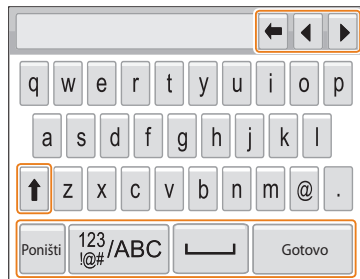 q w e r t y u i o p
a s d f g h j k l
z x c v b n m @ .
Poništi 123 !@# /ABC Gotovo